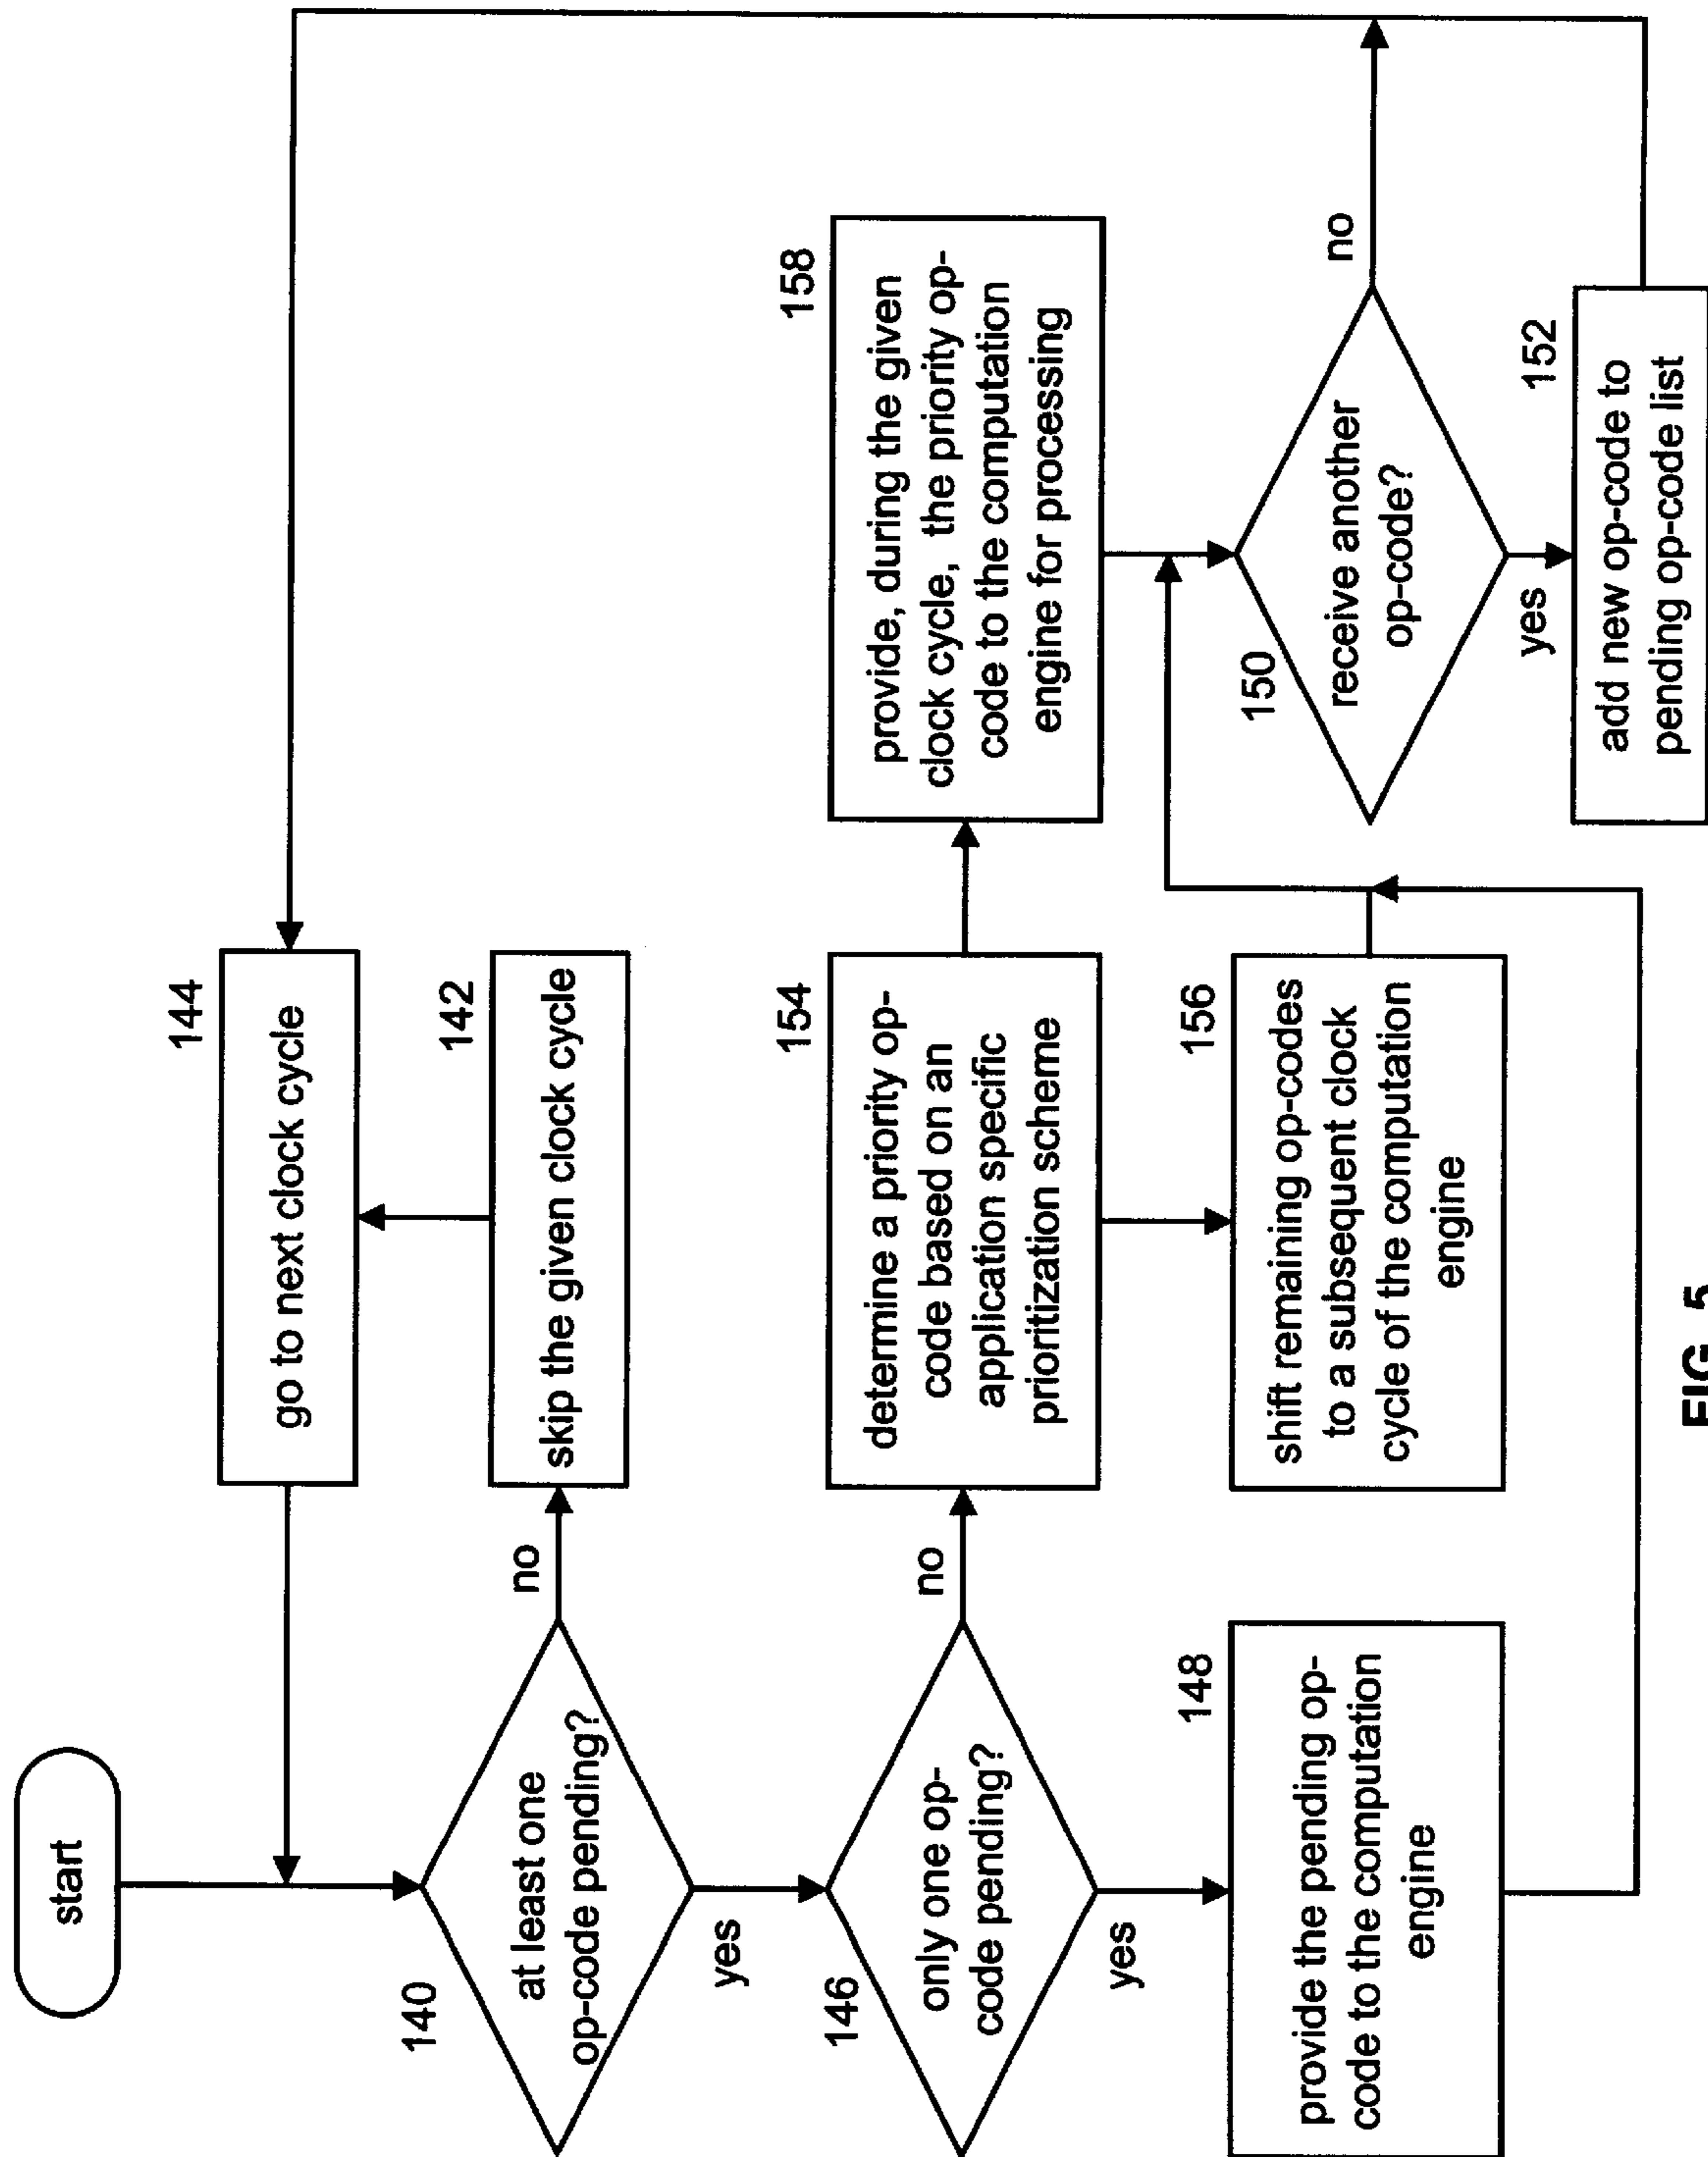 start
144
go to next clock cycle
140
at least one
op-code pending?
no
142
skip the given clock cycle
yes
146
only one op-
code pending?
no
154
determine a priority op-
code based on an
application specific
prioritization scheme
158
provide, during the given
clock cycle, the priority op-
code to the computation
engine for processing
yes
148
provide the pending op-
code to the computation
engine
156
shift remaining op-codes
to a subsequent clock
cycle of the computation
engine
150
receive another
op-code?
no
yes
152
add new op-code to
pending op-code list
FIG. 5